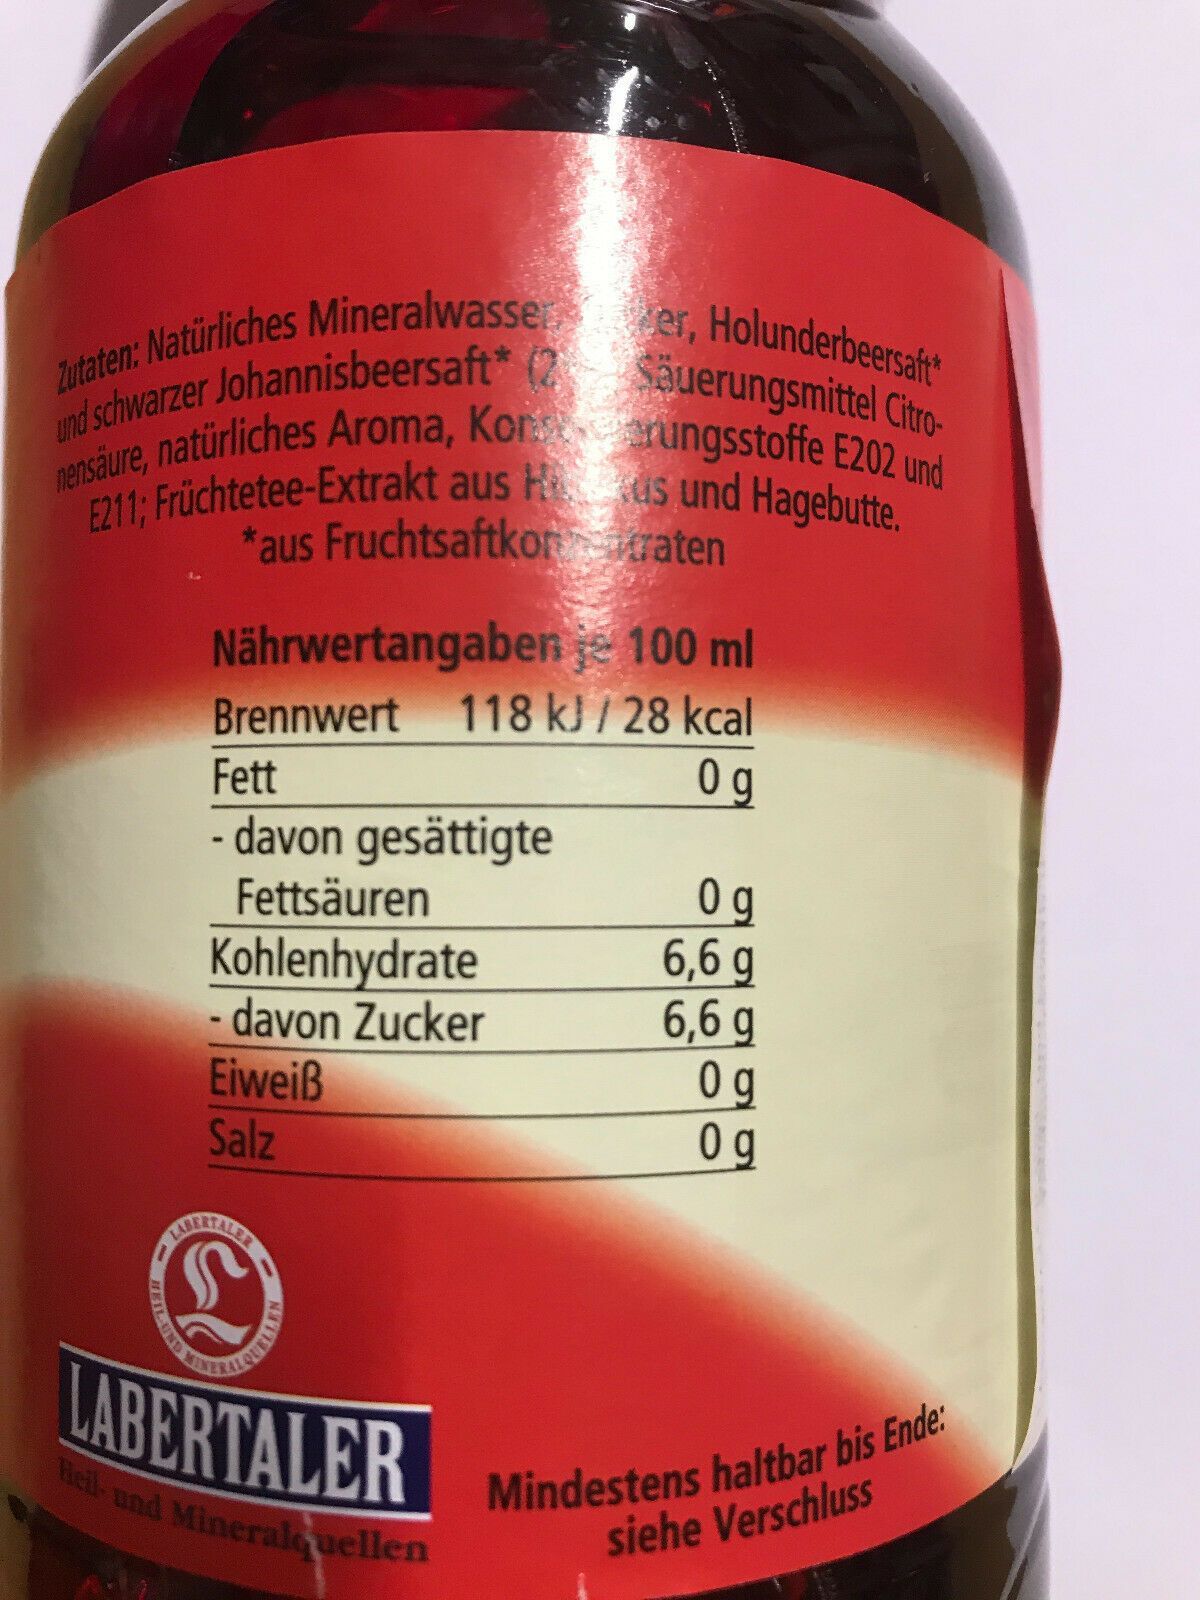 Zutaten: Natürliches Mineralwasser, Holunderbeersaft*
und schwarzer Johannisbeersaft* Säuerungsmittel Citro-
nensäure, natürliches Aroma, E202 und
E211; Früchtetee-Extrakt aus und Hagebutte.
*aus
Nährwertangaben je 100 ml
Brennwert 118 kJ / 28 kcal
Fett 0 g
- davon gesättigte
Fettsäuren 0 g
Kohlenhydrate 6,6 g
- davon Zucker 6,6 g
Eiweiß 0 g
Salz 0 g
LABERTALER
HEIL-UND MINERALQUELLEN
LABERTALER
Heil- und Mineralquellen
Mindestens haltbar bis Ende:
siehe Verschluss